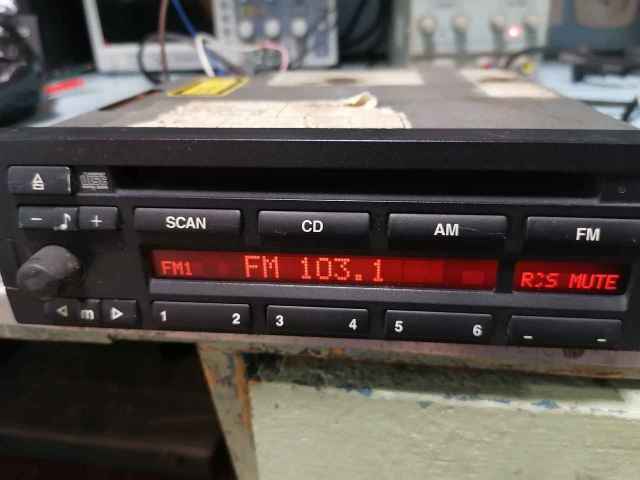 SCAN CD AM FM
FM1 FM 103.1 RDS MUTE
m 1 2 3 4 5 6